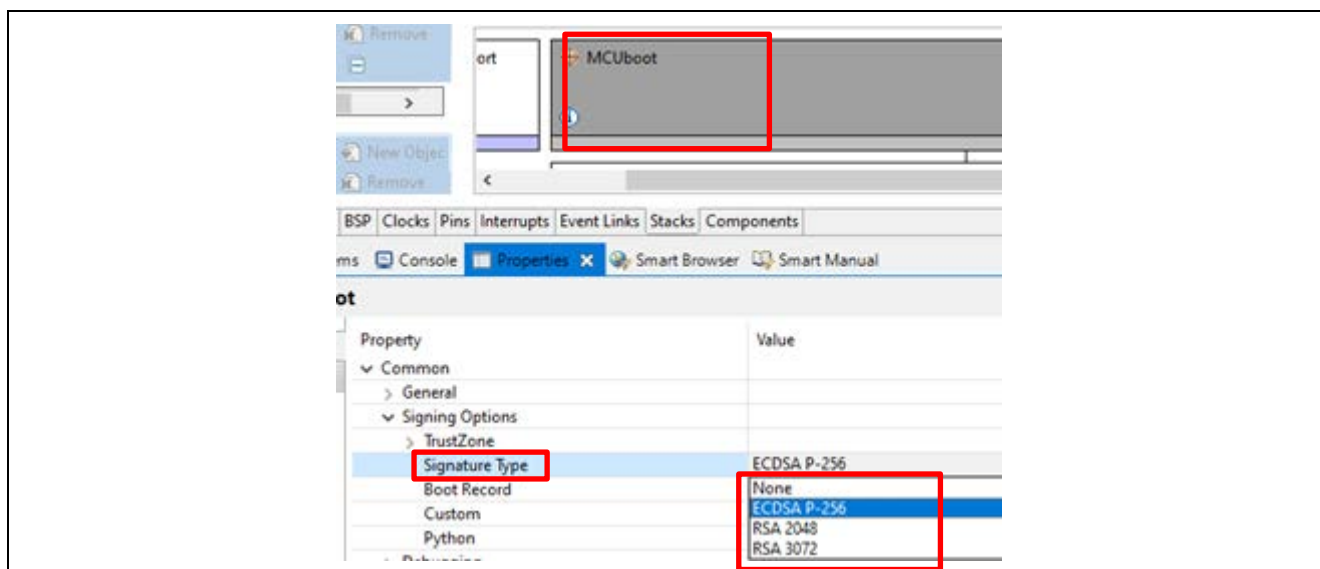 Remove
ort
MCUboot
New Objec
Remove
BSP Clocks Pins Interrupts Event Links Stacks Components
ms Console Properties Smart Browser Smart Manual
ot
Property Value
Common
General
Signing Options
TrustZone
Signature Type ECDSA P-256
Boot Record None
Custom ECDSA P-256
Python RSA 2048
RSA 3072